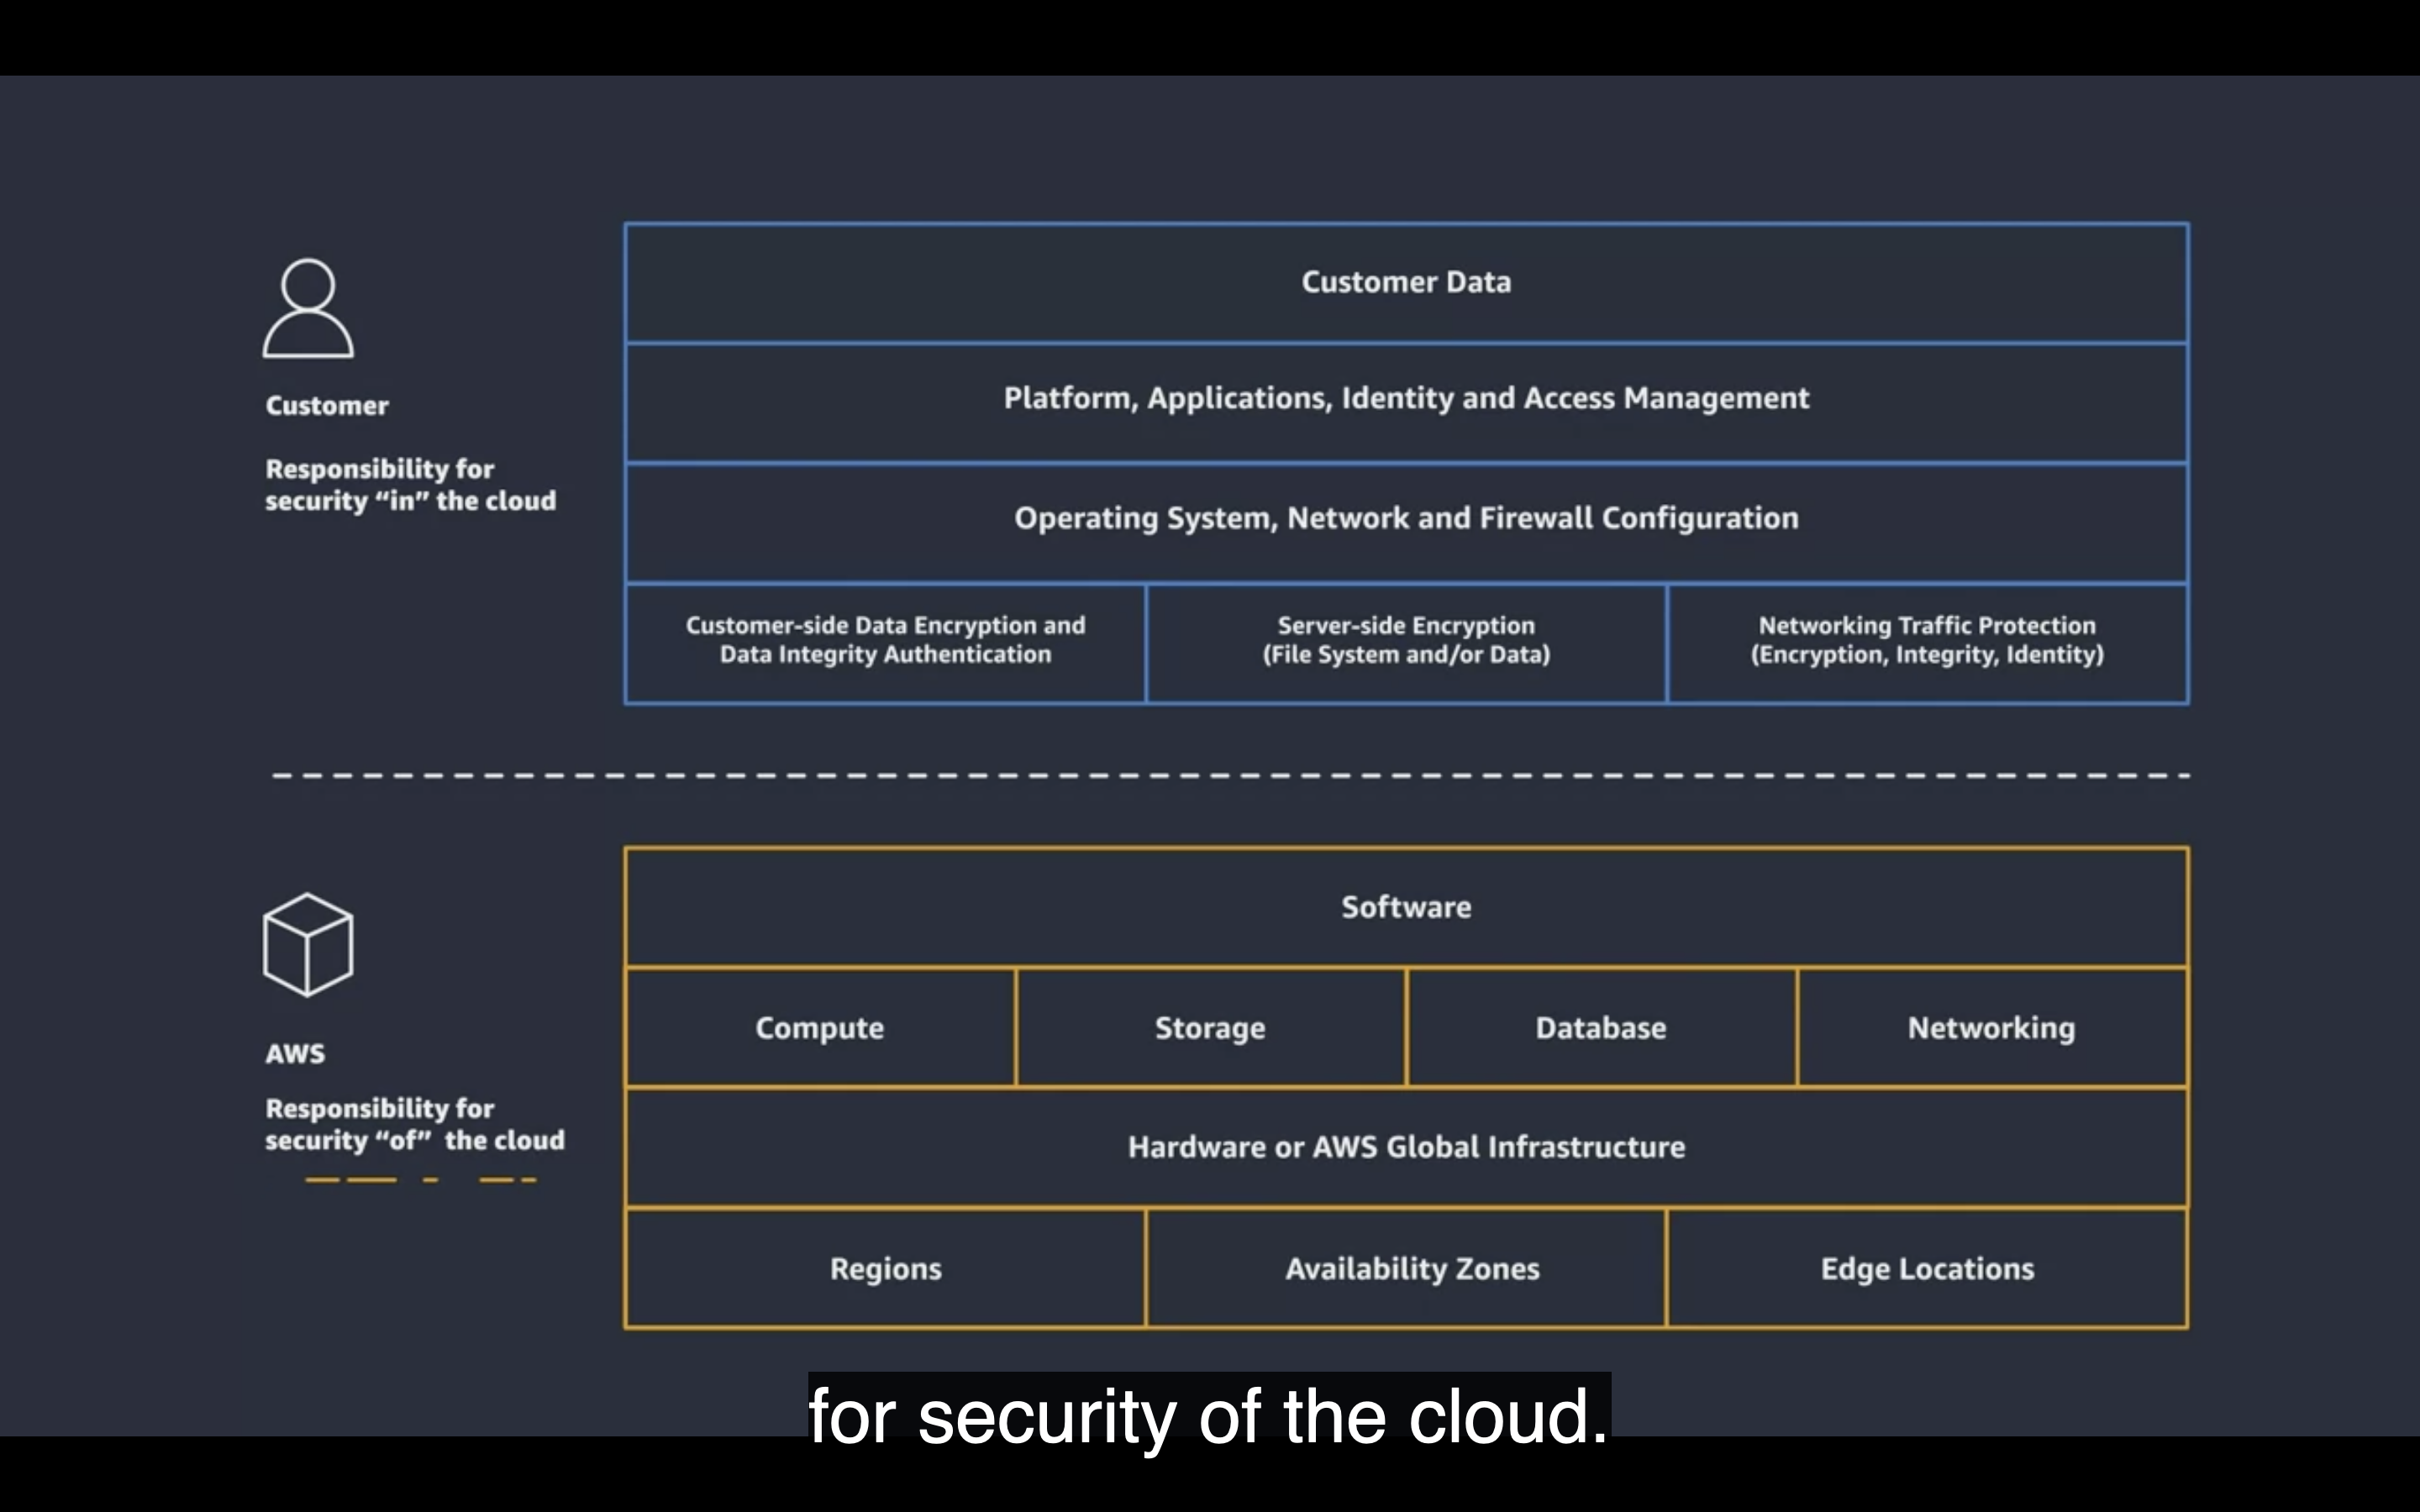 Customer
Responsibility for
security “in” the cloud
Customer Data
Platform, Applications, Identity and Access Management
Operating System, Network and Firewall Configuration
Customer-side Data Encryption and
Data Integrity Authentication
Server-side Encryption
(File System and/or Data)
Networking Traffic Protection
(Encryption, Integrity, Identity)
AWS
Responsibility for
security “of” the cloud
Software
Compute
Storage
Database
Networking
Hardware or AWS Global Infrastructure
Regions
Availability Zones
Edge Locations
for security of the cloud.